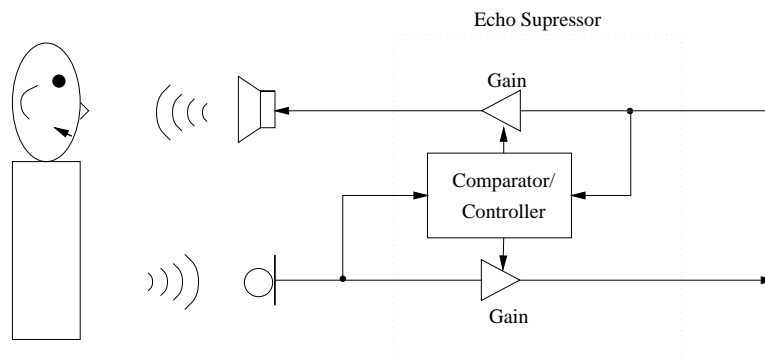 Echo Supressor
Gain
Comparator/
Controller
Gain